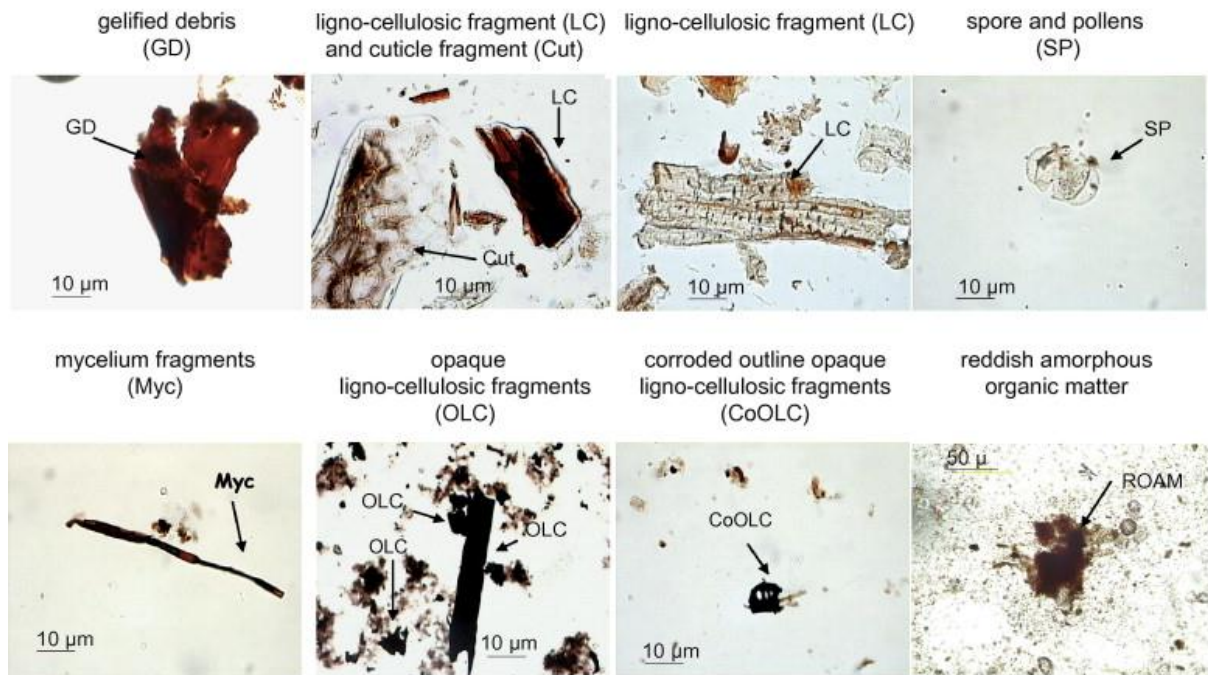 gelified debris
(GD)
ligno-cellulosic fragment (LC)
and cuticle fragment (Cut)
ligno-cellulosic fragment (LC)
spore and pollens
(SP)
GD
10 µm
LC
Cut
10 µm
LC
10 µm
SP
10 µm
mycelium fragments
(Myc)
opaque
ligno-cellulosic fragments
(OLC)
corroded outline opaque
ligno-cellulosic fragments
(CoOLC)
reddish amorphous
organic matter
Myc
10 µm
OLC
OLC
OLC
10 µm
CoOLC
10 µm
50 µ
ROAM